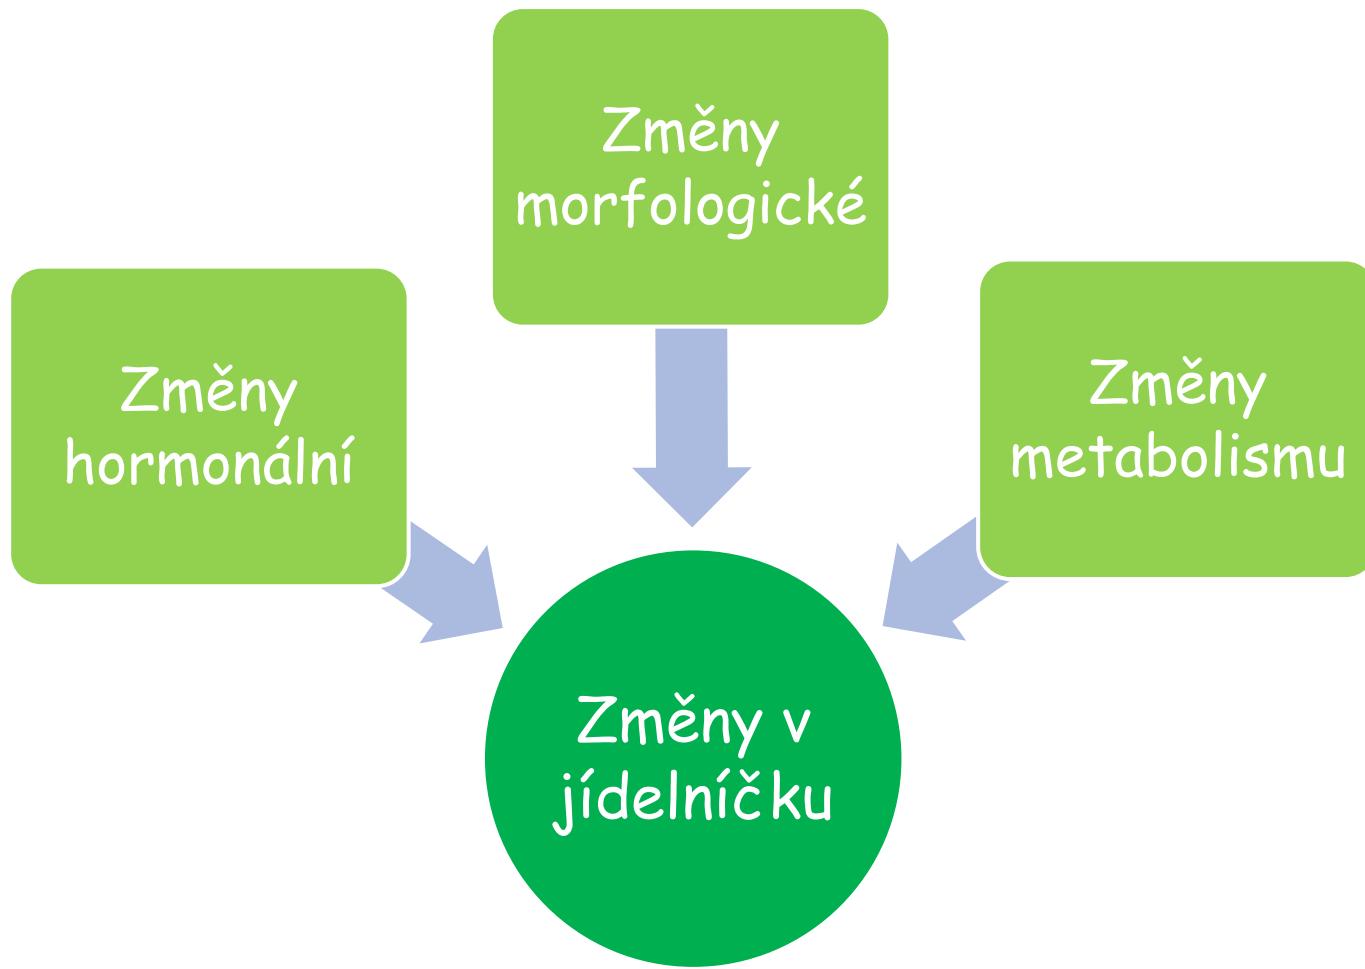 Změny
morfologické
Změny
hormonální
Změny
metabolismu
Změny v
jídelníčku